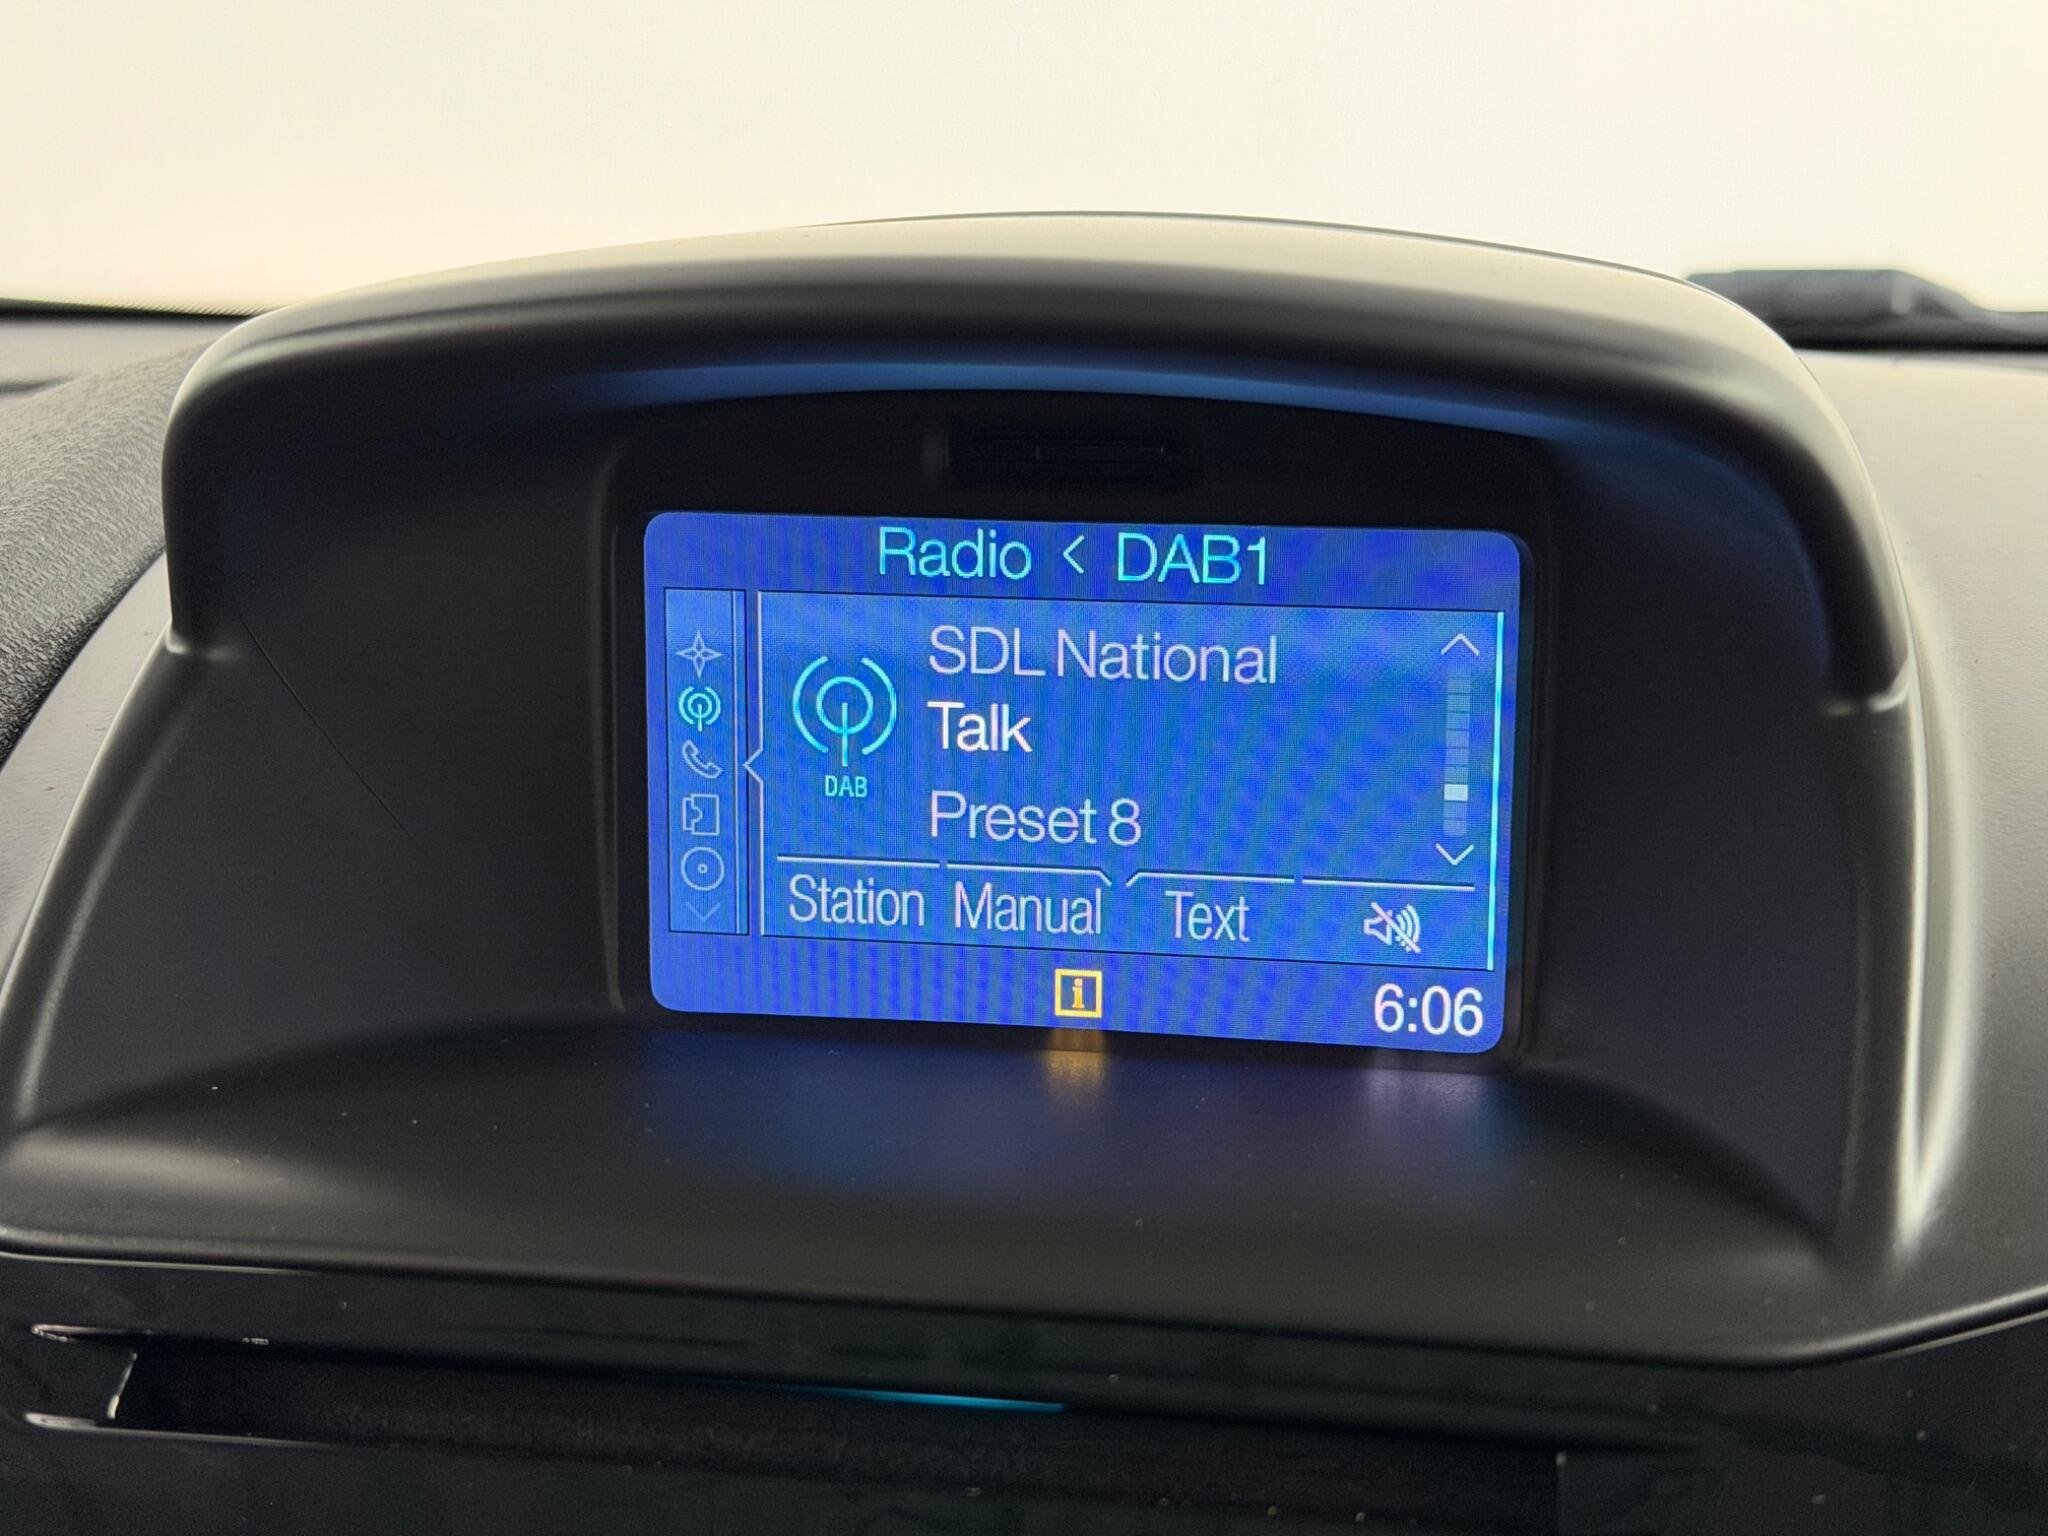 Radio < DAB1
SDL National
Talk
DAB
Preset 8
Station Manual Text
i
6:06